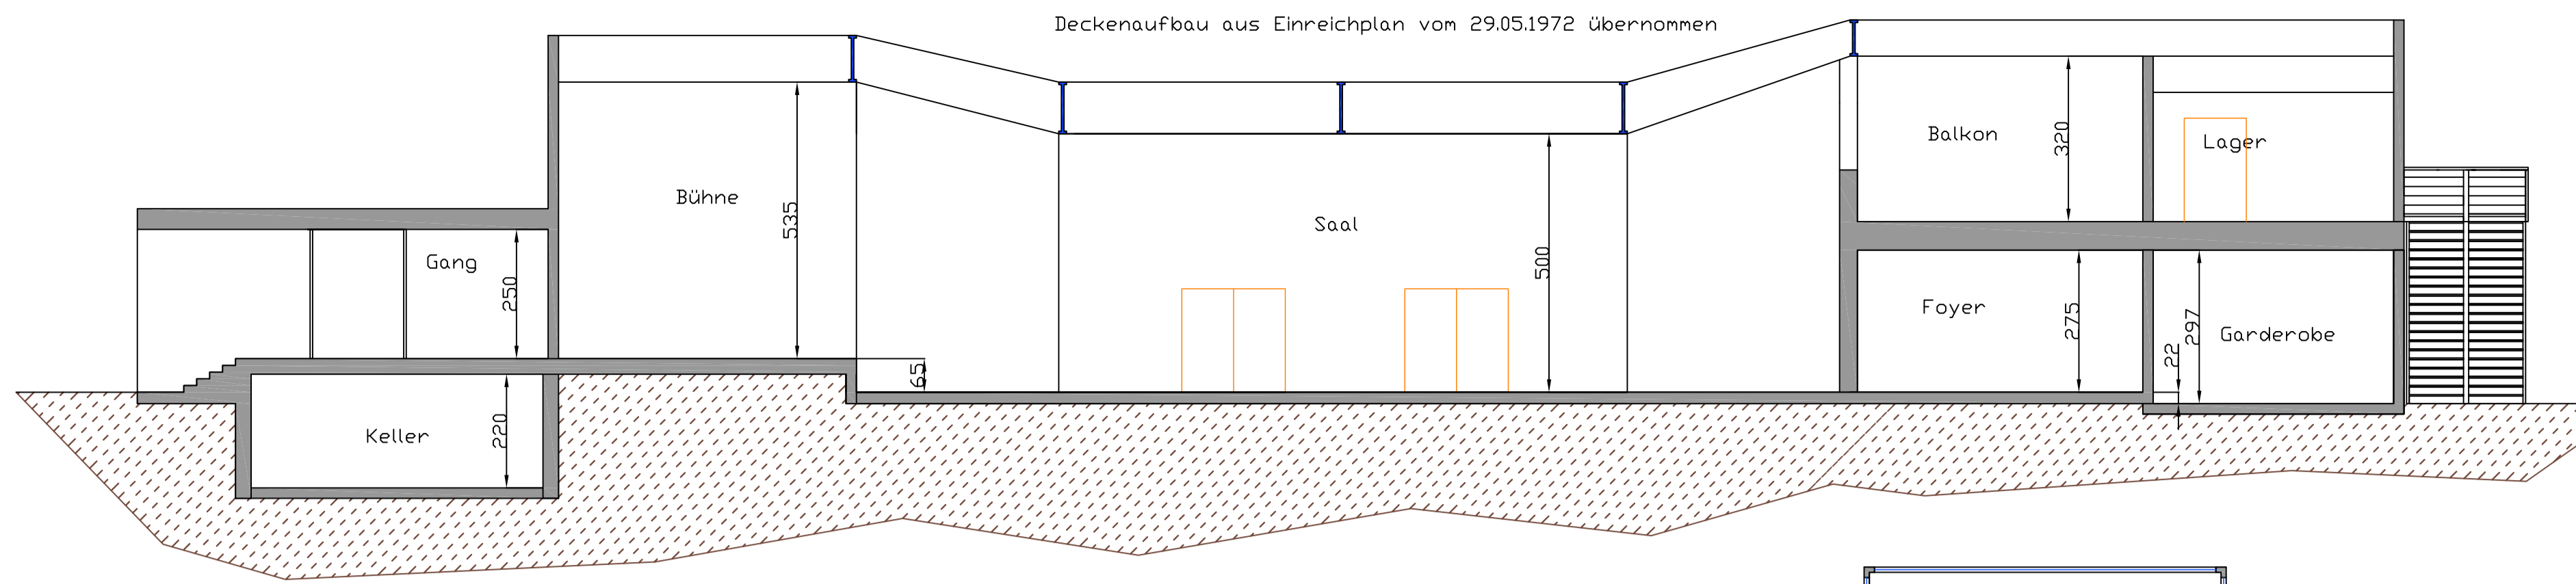 Deckenaufbau aus Einreichplan vom 29.05.1972 übernommen
Bühne
535
Saal
500
Balkon
320
Lager
Gang
250
65
Foyer
275
22
297
Garderobe
Keller
220